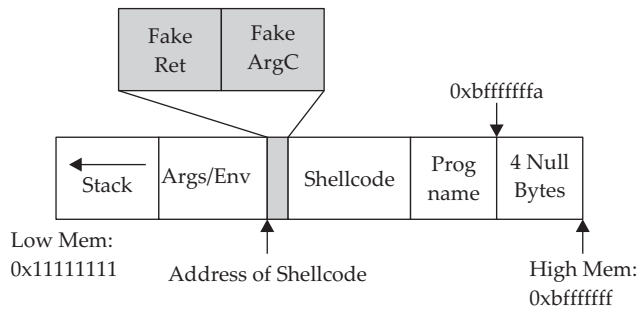 Fake
Ret
Fake
ArgC
0xbfffffffa
Stack
Args/Env
Shellcode
Prog
name
4 Null
Bytes
Low Mem:
0x11111111
Address of Shellcode
High Mem:
0xbfffffff